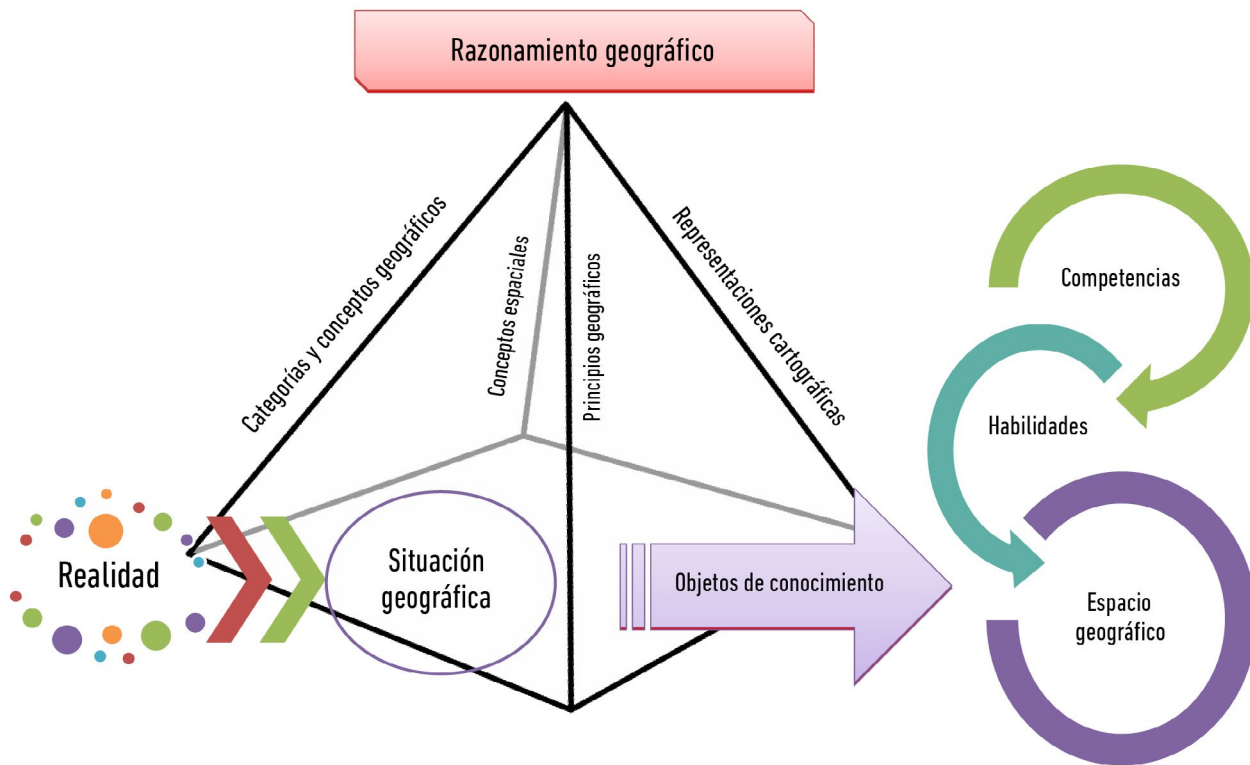 Razonamiento geográfico
Categorías y conceptos geográficos
Conceptos espaciales
Principios geográficos
Representaciones cartográficas
Realidad
Situación
geográfica
Objetos de conocimiento
Competencias
Habilidades
Espacio
geográfico